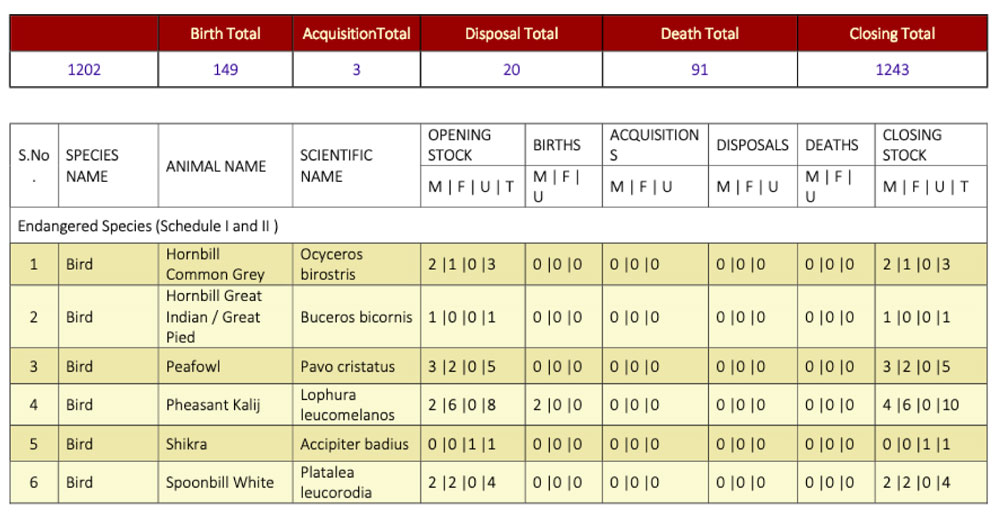 Birth Total AcquisitionTotal Disposal Total Death Total Closing Total
1202 149 3 20 91 1243
S.No. SPECIES NAME ANIMAL NAME SCIENTIFIC NAME OPENING STOCK BIRTHS ACQUISITIONS DISPOSALS DEATHS CLOSING STOCK
M | F | U | T M | F | U M | F | U M | F | U M | F | U M | F | U | T
Endangered Species (Schedule I and II )
1 Bird Hornbill Common Grey Ocyceros birostris 2 |1 |0 |3 0 |0 |0 0 |0 |0 0 |0 |0 0 |0 |0 2 |1 |0 |3
2 Bird Hornbill Great Indian / Great Pied Buceros bicornis 1 |0 |0 |1 0 |0 |0 0 |0 |0 0 |0 |0 0 |0 |0 1 |0 |0 |1
3 Bird Peafowl Pavo cristatus 3 |2 |0 |5 0 |0 |0 0 |0 |0 0 |0 |0 0 |0 |0 3 |2 |0 |5
4 Bird Pheasant Kalij Lophura leucomelanos 2 |6 |0 |8 2 |0 |0 0 |0 |0 0 |0 |0 0 |0 |0 4 |6 |0 |10
5 Bird Shikra Accipiter badius 0 |0 |1 |1 0 |0 |0 0 |0 |0 0 |0 |0 0 |0 |0 0 |0 |1 |1
6 Bird Spoonbill White Platalea leucorodia 2 |2 |0 |4 0 |0 |0 0 |0 |0 0 |0 |0 0 |0 |0 2 |2 |0 |4